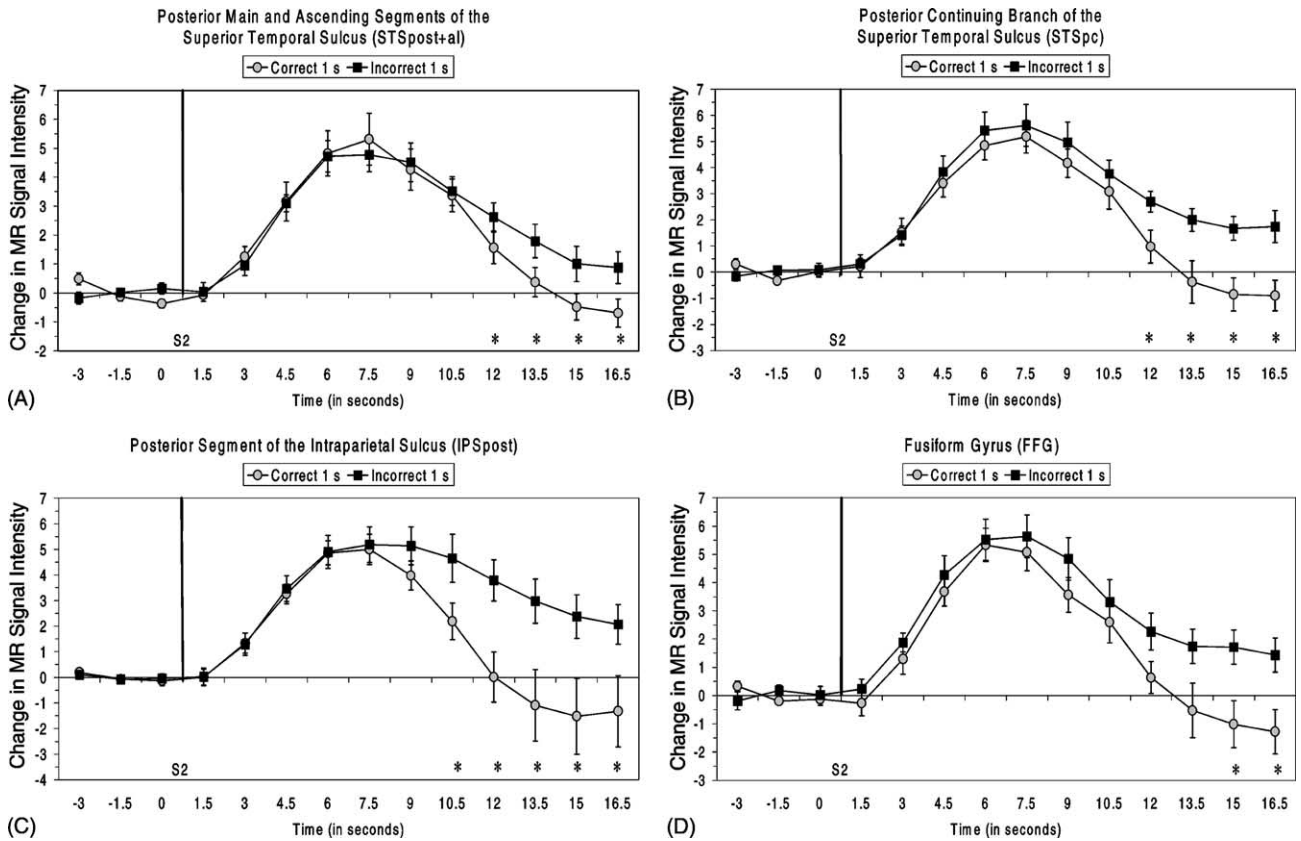 Posterior Main and Ascending Segments of the
Superior Temporal Sulcus (STSpost+al)
Correct 1 s Incorrect 1 s
Change in MR Signal Intensity
7
6
5
4
3
2
1
0
-1
-2
S2
* * * *
-3 -1.5 0 1.5 3 4.5 6 7.5 9 10.5 12 13.5 15 16.5
Time (in seconds)
(A)
Posterior Continuing Branch of the
Superior Temporal Sulcus (STSpc)
Correct 1 s Incorrect 1 s
Change in MR Signal Intensity
7
6
5
4
3
2
1
0
-1
-2
-3
S2
* * * *
-3 -1.5 0 1.5 3 4.5 6 7.5 9 10.5 12 13.5 15 16.5
Time (in seconds)
(B)
Posterior Segment of the Intraparietal Sulcus (IPSpost)
Correct 1 s Incorrect 1 s
Change in MR Signal Intensity
7
6
5
4
3
2
1
0
-1
-2
-3
-4
S2
* * * * *
-3 -1.5 0 1.5 3 4.5 6 7.5 9 10.5 12 13.5 15 16.5
Time (in seconds)
(C)
Fusiform Gyrus (FFG)
Correct 1 s Incorrect 1 s
Change in MR Signal Intensity
7
6
5
4
3
2
1
0
-1
-2
-3
S2
* *
-3 -1.5 0 1.5 3 4.5 6 7.5 9 10.5 12 13.5 15 16.5
Time (in seconds)
(D)